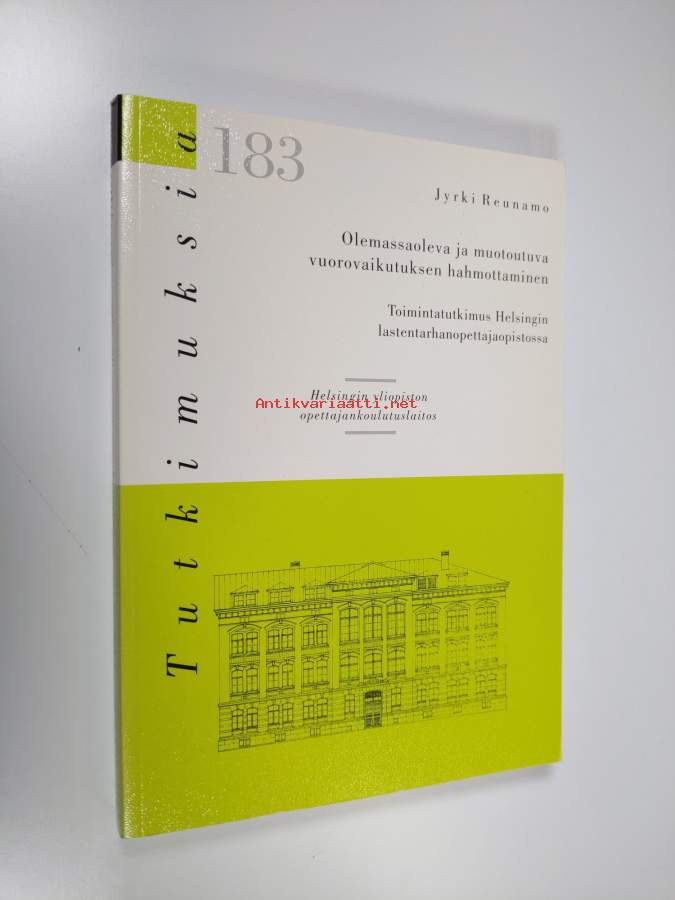 Tutkimuksia
183
Jyrki Reunamo
Olemassaoleva ja muotoutuva
vuorovaikutuksen hahmottaminen
Toimintatutkimus Helsingin
lastentarhanopettajaopistossa
Helsingin yliopiston
Antikvariaatti.net
opettajankoulutuslaitos